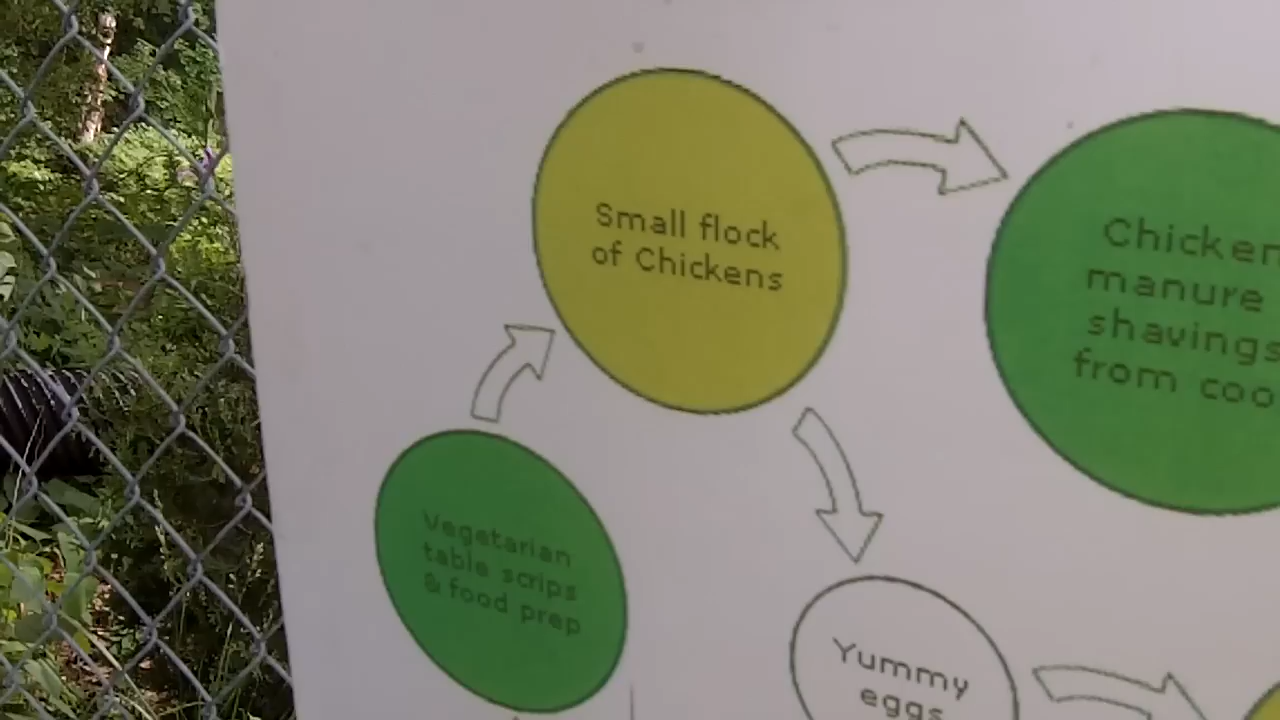 Small flock
of Chickens
Chicken
manure
shavings
from coo
Vegetarian
table scrips
& food prep
Yummy
eggs